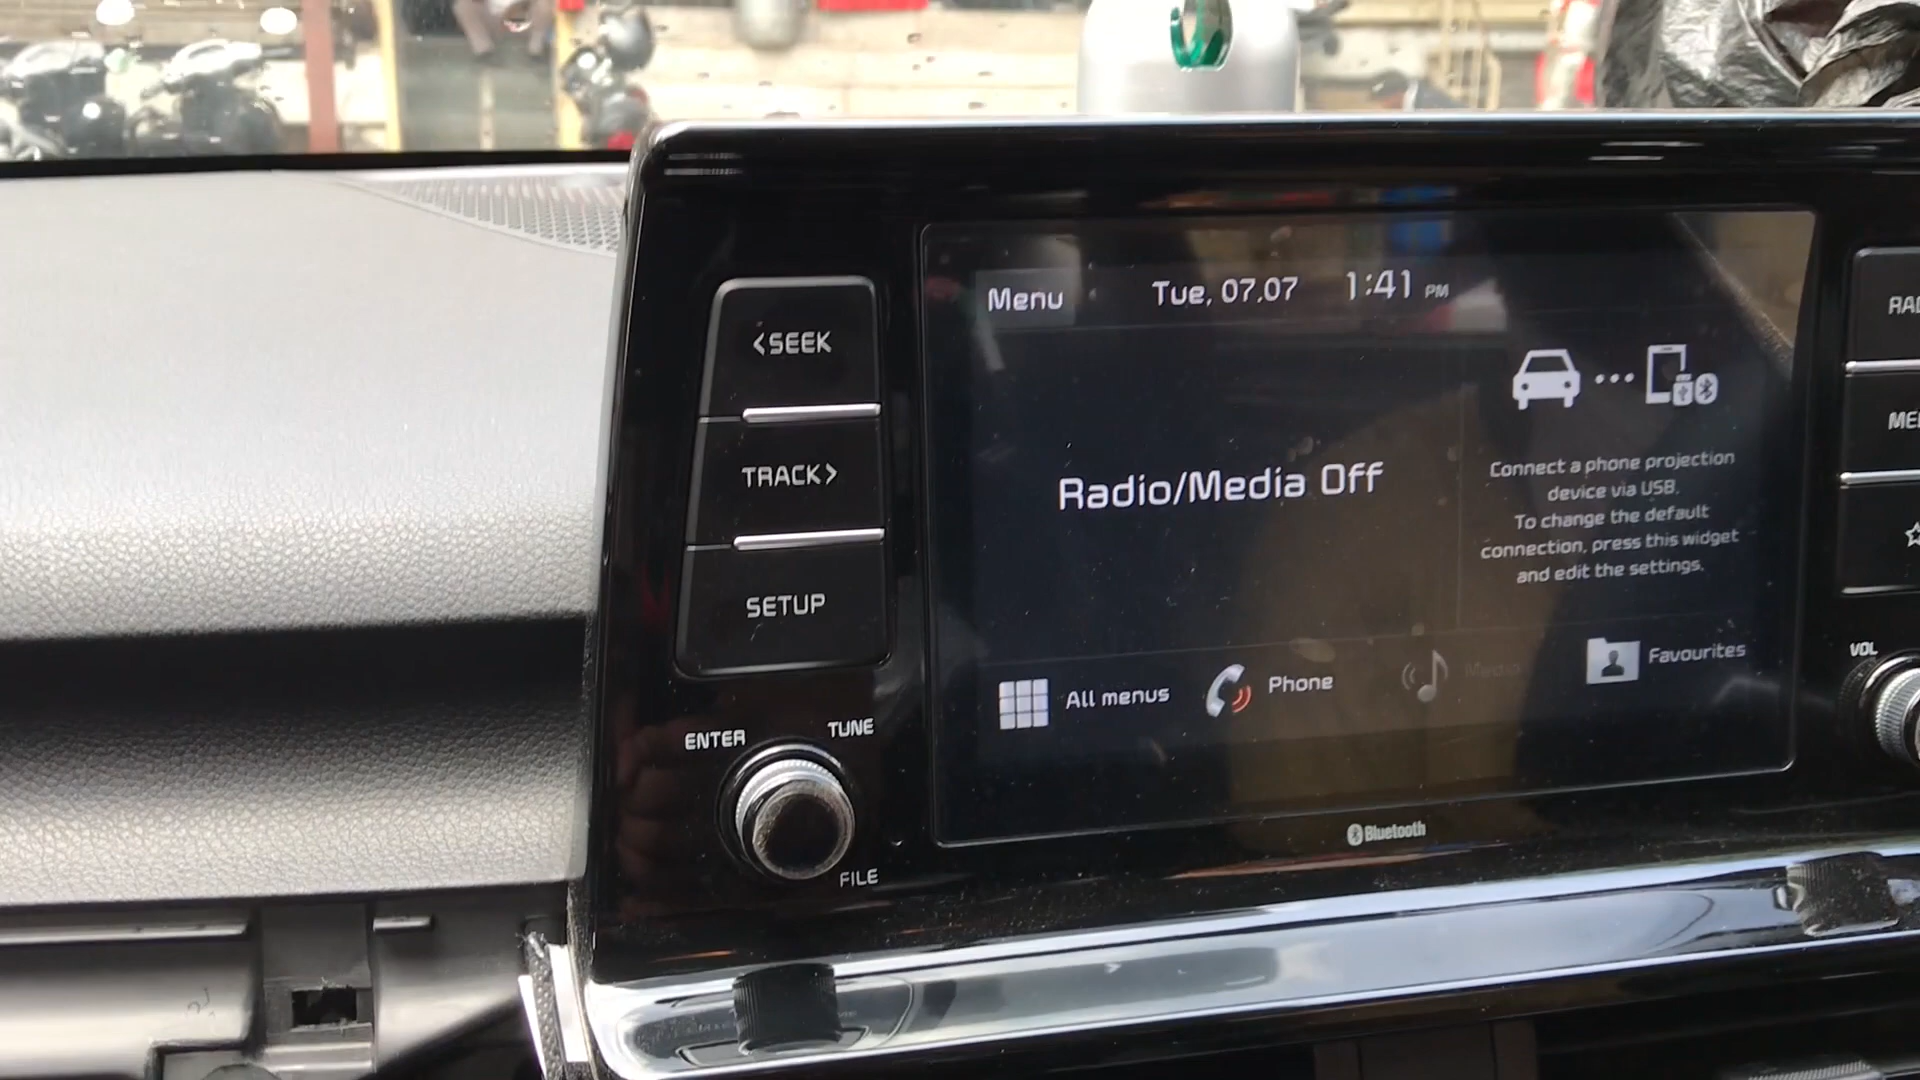 <SEEK
TRACK>
SETUP
ENTER
TUNE
FILE
Menu
Tue, 07.07
1:41 PM
Radio/Media Off
Connect a phone projection
device via USB.
To change the default
connection, press this widget
and edit the settings.
All menus
Phone
Media
Favourites
Bluetooth
VOL